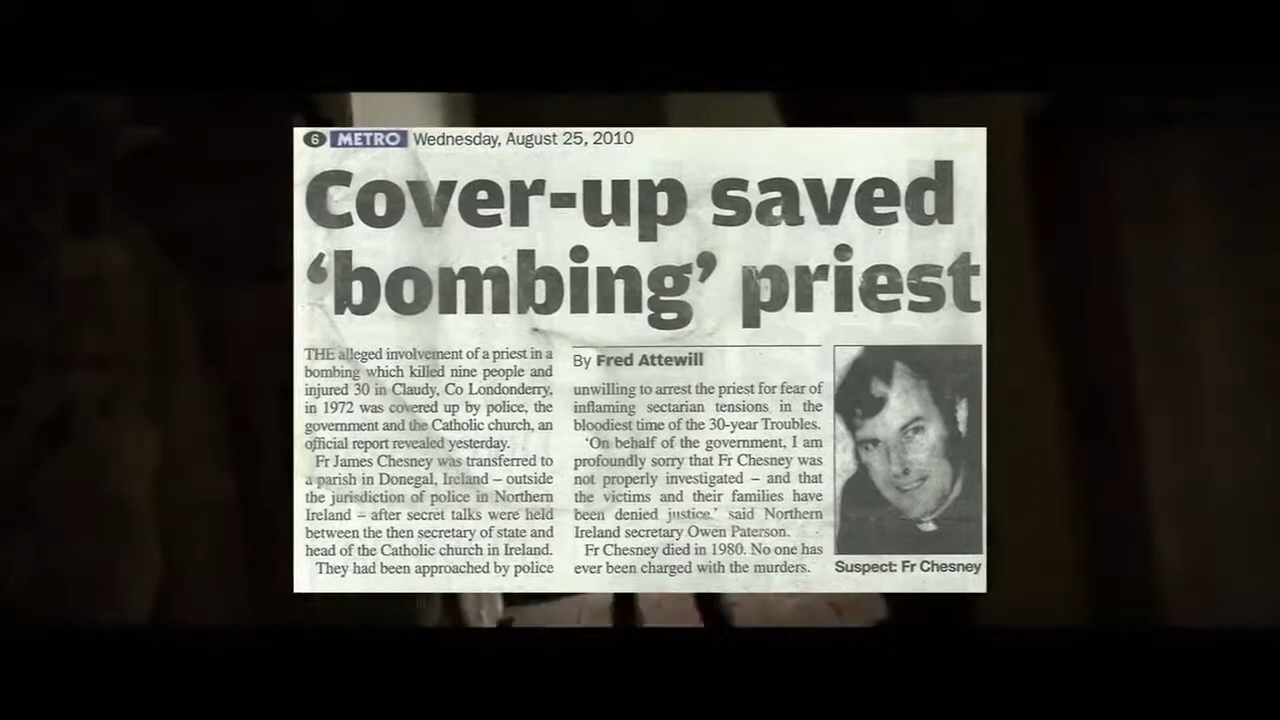 6 METRO Wednesday, August 25, 2010
Cover-up saved
‘bombing’ priest
THE alleged involvement of a priest in a
bombing which killed nine people and
injured 30 in Claudy, Co Londonderry,
in 1972 was covered up by police, the
government and the Catholic church, an
official report revealed yesterday.
Fr James Chesney was transferred to
a parish in Donegal, Ireland – outside
the jurisdiction of police in Northern
Ireland – after secret talks were held
between the then secretary of state and
head of the Catholic church in Ireland.
They had been approached by police
By Fred Attewill
unwilling to arrest the priest for fear of
inflaming sectarian tensions in the
bloodiest time of the 30-year Troubles.
‘On behalf of the government, I am
profoundly sorry that Fr Chesney was
not properly investigated – and that
the victims and their families have
been denied justice.’ said Northern
Ireland secretary Owen Paterson.
Fr Chesney died in 1980. No one has
ever been charged with the murders.
Suspect: Fr Chesney